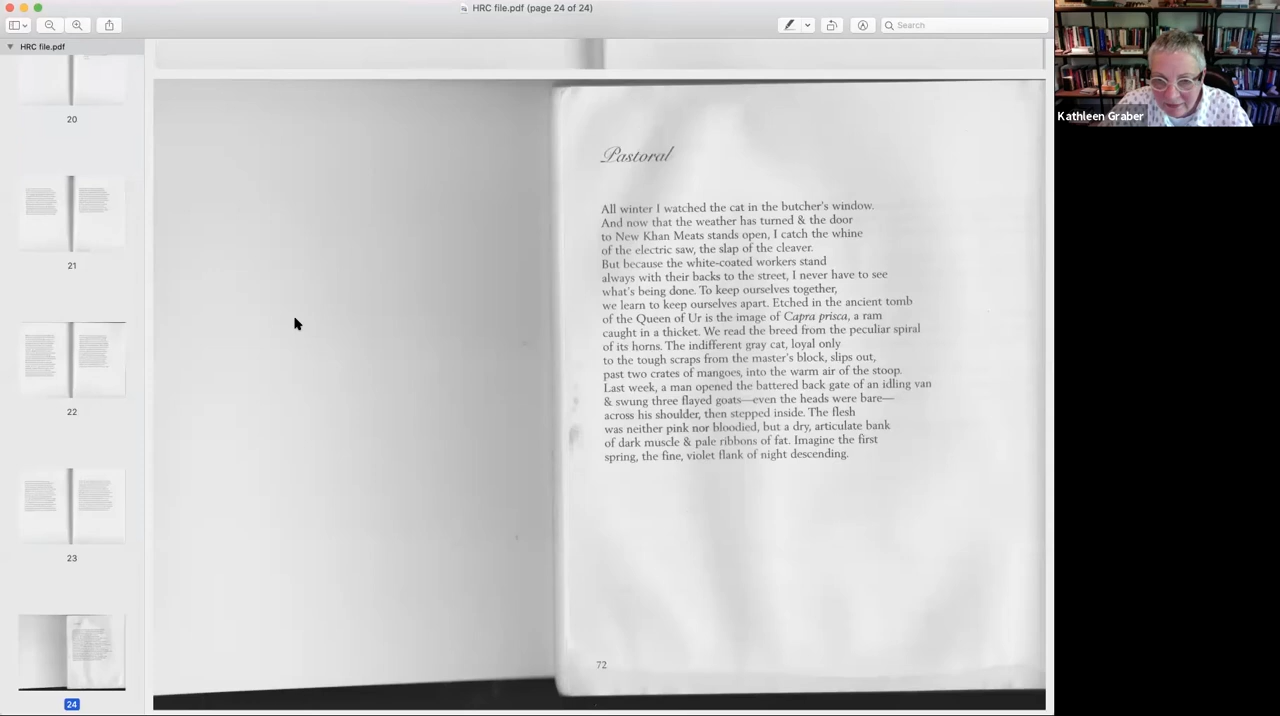 HRC file.pdf (page 24 of 24)
Search
HRC file.pdf
20
21
22
23
24
Pastoral
All winter I watched the cat in the butcher's window.
And now that the weather has turned & the door
to New Khan Meats stands open, I catch the whine
of the electric saw, the slap of the cleaver.
But because the white-coated workers stand
always with their backs to the street, I never have to see
what's being done. To keep ourselves together,
we learn to keep ourselves apart. Etched in the ancient tomb
of the Queen of Ur is the image of Capra prisca, a ram
caught in a thicket. We read the breed from the peculiar spiral
of its horns. The indifferent gray cat, loyal only
to the tough scraps from the master's block, slips out,
past two crates of mangoes, into the warm air of the stoop.
Last week, a man opened the battered back gate of an idling van
& swung three flayed goats—even the heads were bare—
across his shoulder, then stepped inside. The flesh
was neither pink nor bloodied, but a dry, articulate bank
of dark muscle & pale ribbons of fat. Imagine the first
spring, the fine, violet flank of night descending.
72
Kathleen Graber